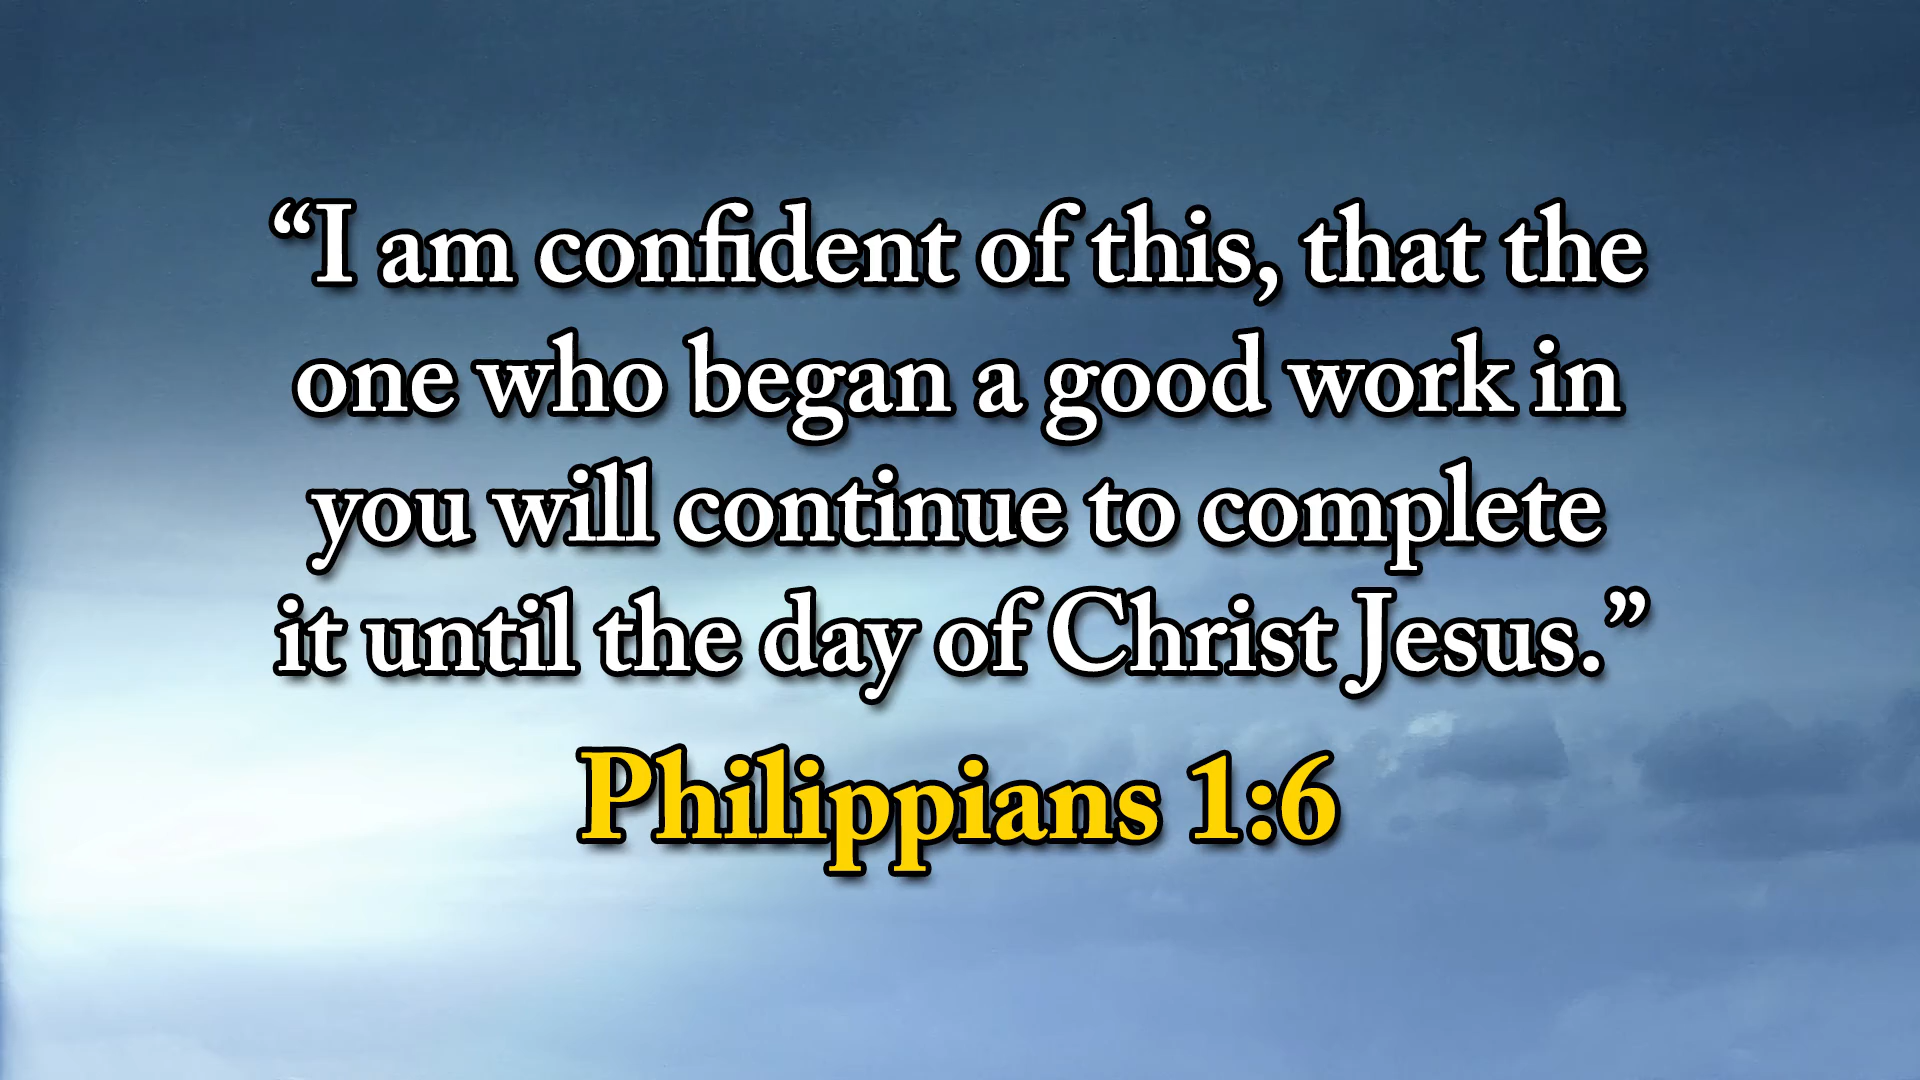 “I am confident of this, that the
one who began a good work in
you will continue to complete
it until the day of Christ Jesus.”
Philippians 1:6